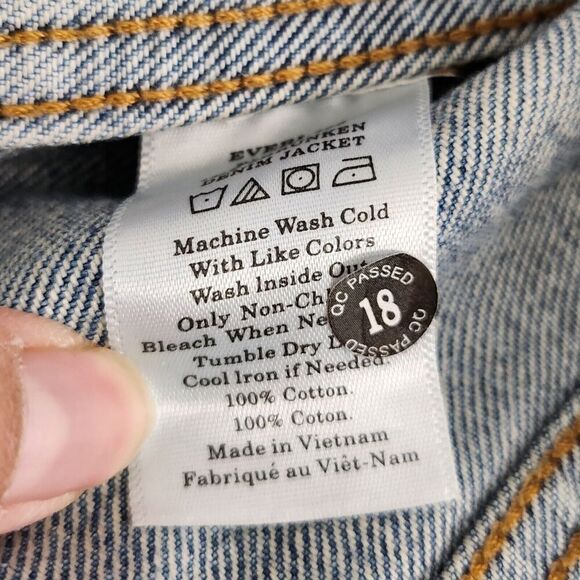 DENIM JACKET
Machine Wash Cold
With Like Colors
Wash Inside Out
Only Non-Ch
Bleach When Ne
Tumble Dry L
Cool Iron if Needed.
100% Cotton.
100% Coton.
Made in Vietnam
Fabriqué au Viêt-Nam
QC PASSED
18
QC PASSED